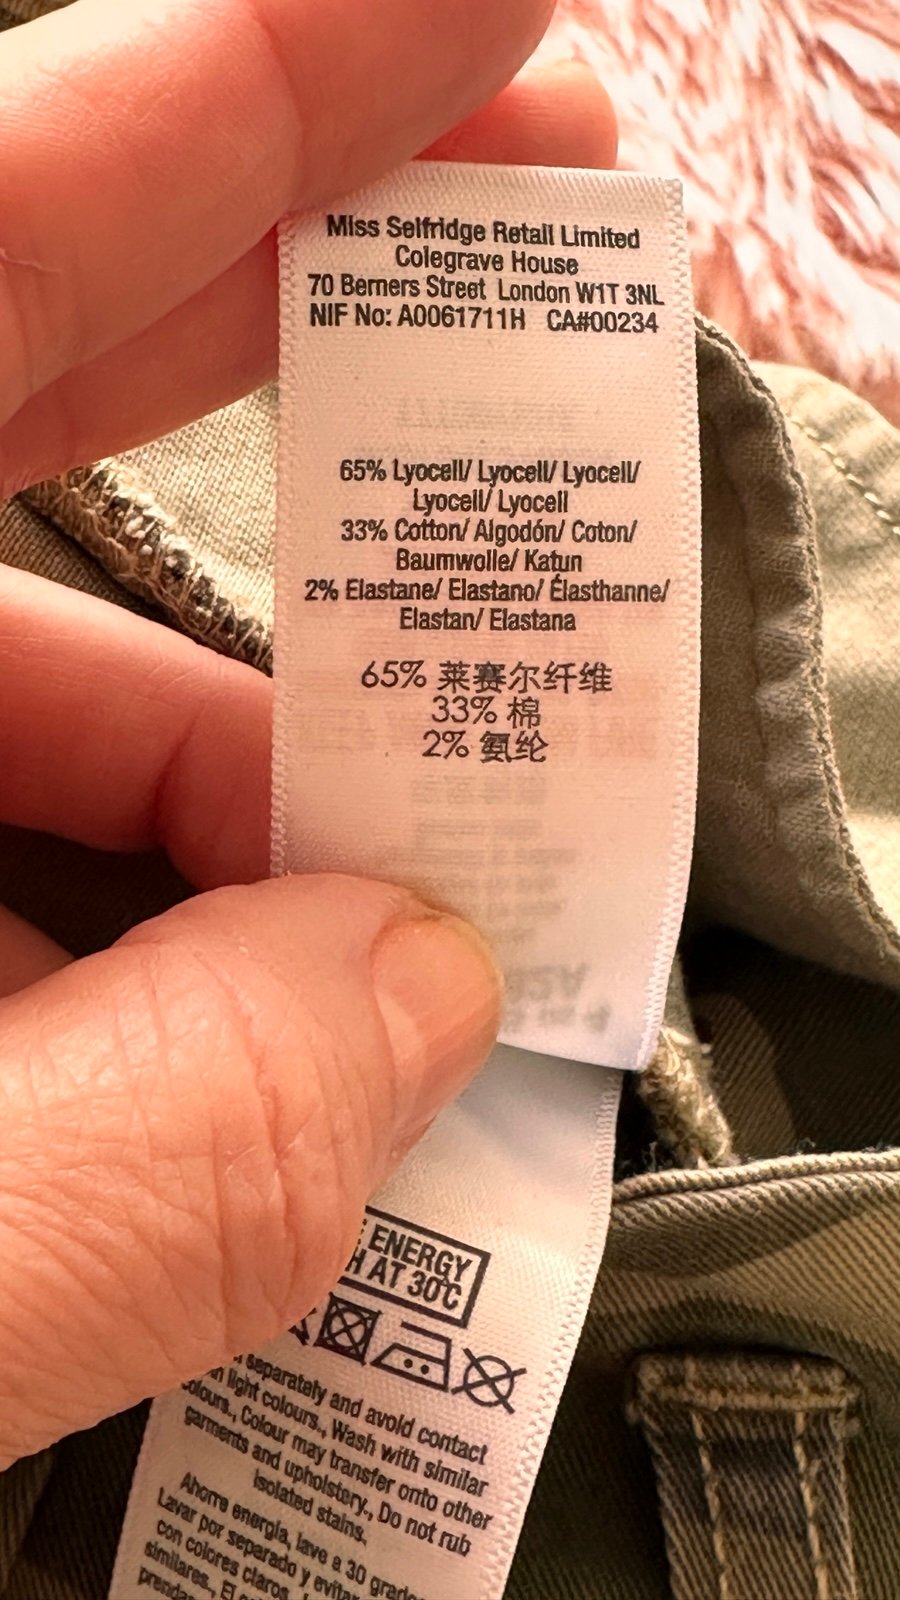 Miss Selfridge Retail Limited
Colegrave House
70 Berners Street London W1T 3NL
NIF No: A0061711H CA#00234
65% Lyocell/ Lyocell/ Lyocell/
Lyocell/ Lyocell
33% Cotton/ Algodón/ Coton/
Baumwolle/ Katun
2% Elastane/ Elastano/ Élasthanne/
Elastan/ Elastana
65% 莱赛尔纤维
33% 棉
2% 氨纶
ENERGY
AT 30°C
separately and avoid contact
light colours., Wash with similar
colours., Colour may transfer onto other
garments and upholstery., Do not rub
isolated stains.
Ahorre energía, lave a 30 grados
Lavar por separado y evitar
con colores claros.
similares., El
prendas